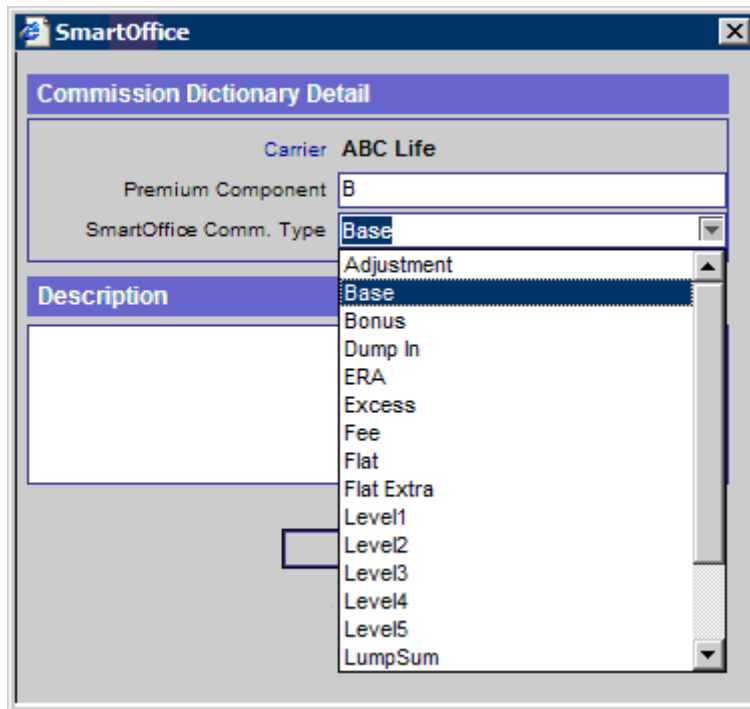 SmartOffice
Commission Dictionary Detail
Carrier ABC Life
Premium Component B
SmartOffice Comm. Type Base
Adjustment
Description
Base
Bonus
Dump In
ERA
Excess
Fee
Flat
Flat Extra
Level1
Level2
Level3
Level4
Level5
LumpSum